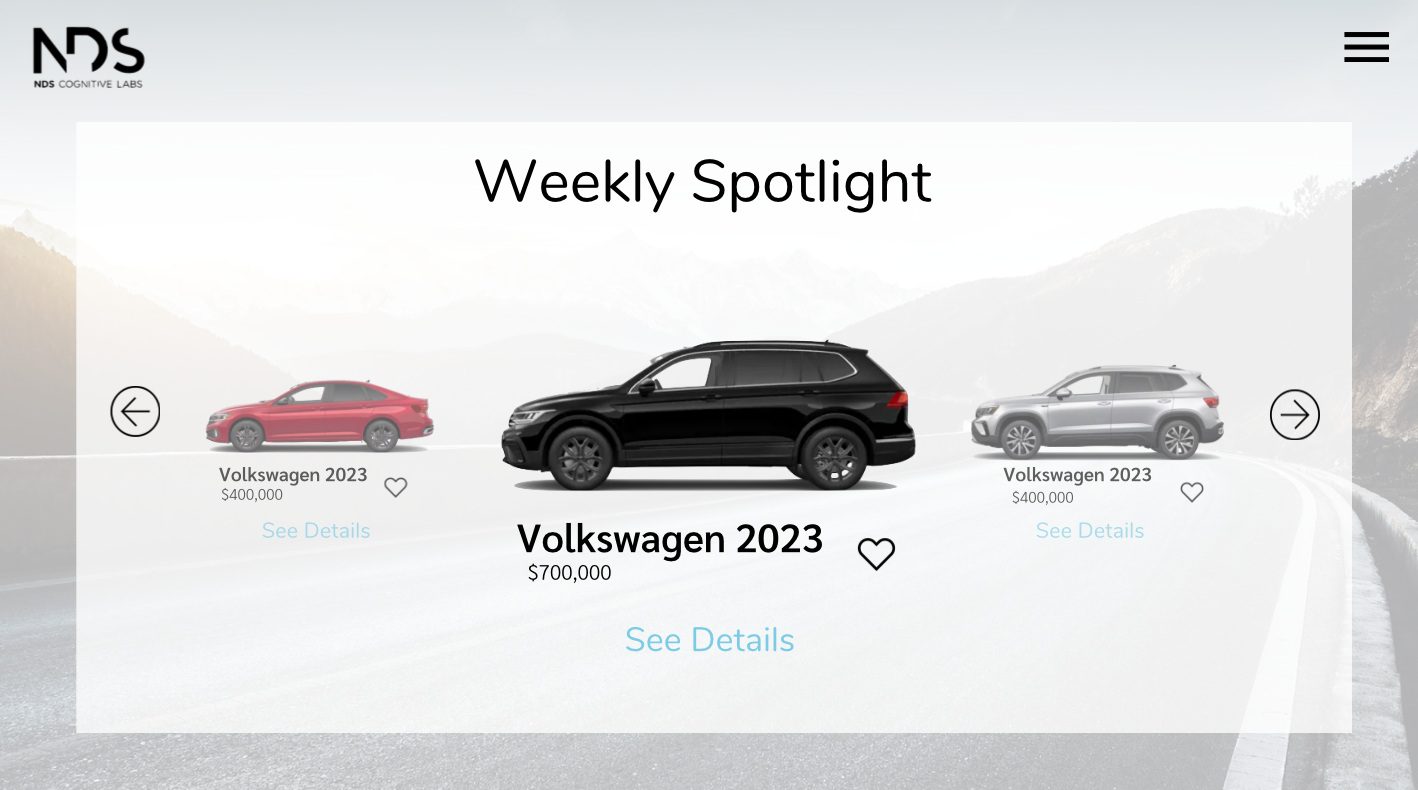 NDS
NDS COGNITIVE LABS
Weekly Spotlight
Volkswagen 2023
$400,000
See Details
Volkswagen 2023
$700,000
See Details
Volkswagen 2023
$400,000
See Details